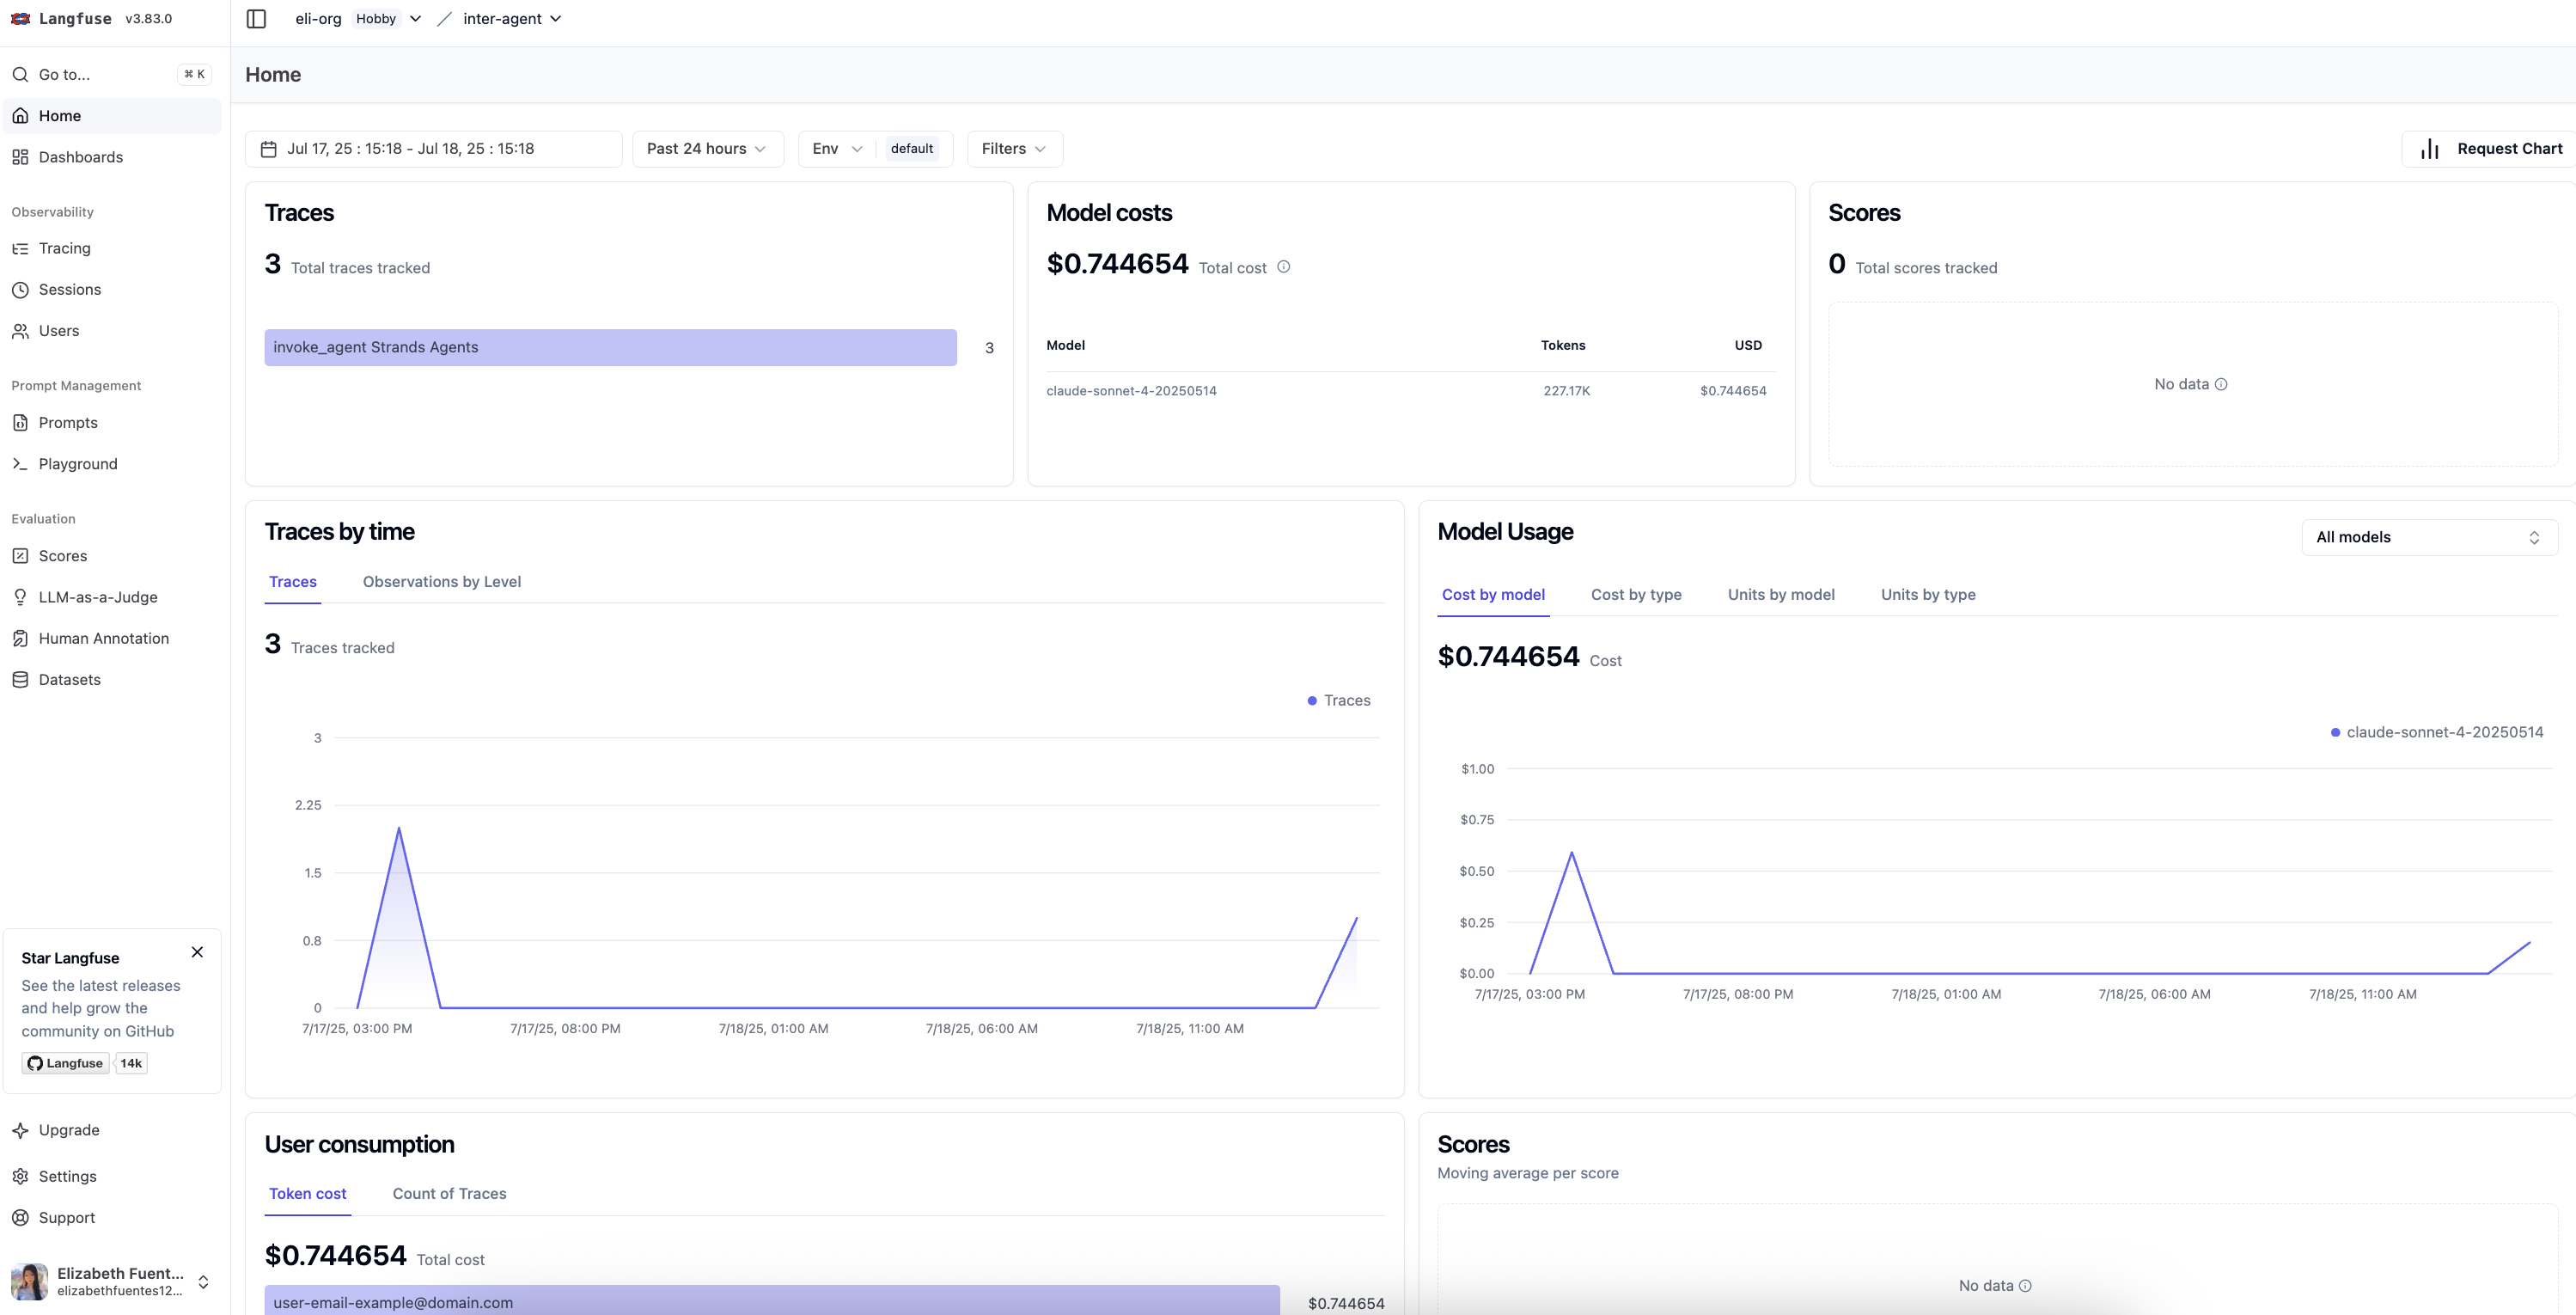 Langfuse v3.83.0
eli-org Hobby inter-agent
Go to... ⌘ K
Home
Dashboards
Observability
Tracing
Sessions
Users
Prompt Management
Prompts
Playground
Evaluation
Scores
LLM-as-a-Judge
Human Annotation
Datasets
Star Langfuse
See the latest releases
and help grow the
community on GitHub
Langfuse 14k
Upgrade
Settings
Support
Elizabeth Fuent...
elizabethfuentes12...
Home
Jul 17, 25 : 15:18 - Jul 18, 25 : 15:18 Past 24 hours Env default Filters Request Chart
Traces
3 Total traces tracked
invoke_agent Strands Agents 3
Model costs
$0.744654 Total cost
Model Tokens USD
claude-sonnet-4-20250514 227.17K $0.744654
Scores
0 Total scores tracked
No data
Traces by time
Traces Observations by Level
3 Traces tracked
Traces
3
2.25
1.5
0.8
0
7/17/25, 03:00 PM 7/17/25, 08:00 PM 7/18/25, 01:00 AM 7/18/25, 06:00 AM 7/18/25, 11:00 AM
Model Usage All models
Cost by model Cost by type Units by model Units by type
$0.744654 Cost
claude-sonnet-4-20250514
$1.00
$0.75
$0.50
$0.25
$0.00
7/17/25, 03:00 PM 7/17/25, 08:00 PM 7/18/25, 01:00 AM 7/18/25, 06:00 AM 7/18/25, 11:00 AM
User consumption
Token cost Count of Traces
$0.744654 Total cost
user-email-example@domain.com $0.744654
Scores
Moving average per score
No data